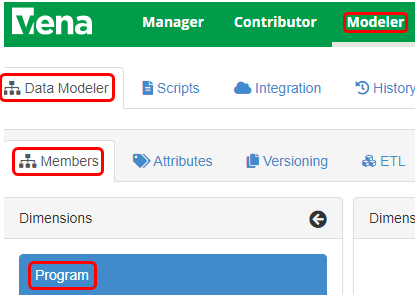 vena Manager Contributor Modeler
Data Modeler Scripts Integration History
Members Attributes Versioning ETL
Dimensions Dimens
Program